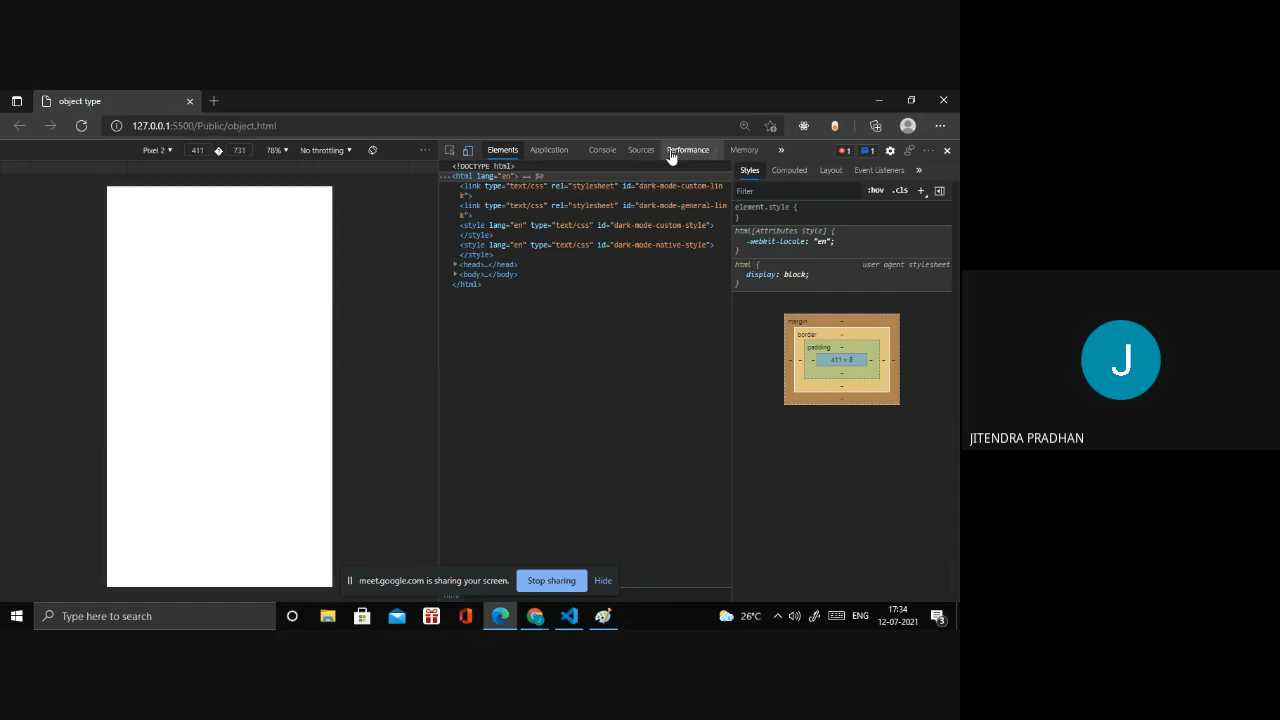 object type
127.0.0.1:5500/Public/object.html
Pixel 2 411 731 78% No throttling
Elements Application Console Sources Performance Memory 1 1
<!DOCTYPE html>
<html lang="en"> == $0
<link type="text/css" rel="stylesheet" id="dark-mode-custom-lin
k">
<link type="text/css" rel="stylesheet" id="dark-mode-general-lin
k">
<style lang="en" type="text/css" id="dark-mode-custom-style">
</style>
<style lang="en" type="text/css" id="dark-mode-native-style">
</style>
<head>…</head>
<body>…</body>
</html>
Styles Computed Layout Event Listeners
Filter :hov .cls
element.style {
}
html[Attributes Style] {
-webkit-locale: "en";
}
html { user agent stylesheet
display: block;
}
margin
border
padding
411 × 8
meet.google.com is sharing your screen. Stop sharing Hide
Type here to search
26°C ENG
17:34
12-07-2021
3
J
JITENDRA PRADHAN